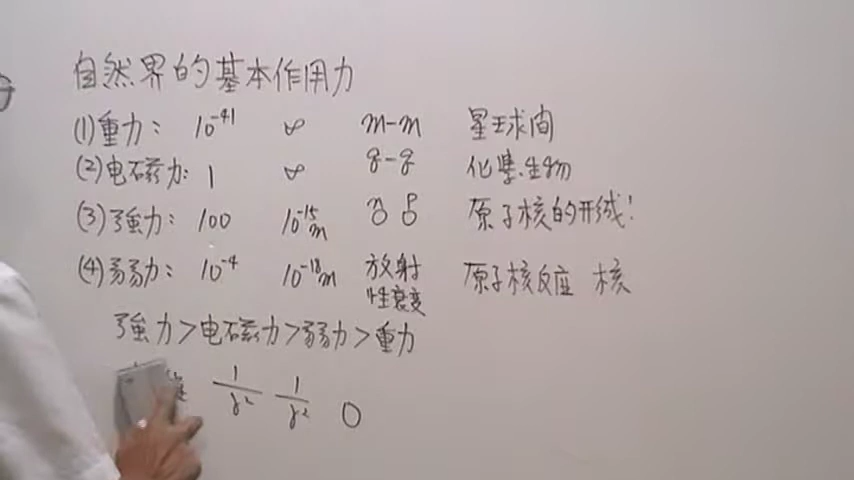 自然界的基本作用力
(1)重力: 10⁻⁴¹ ∞ m-m 星球间
(2)电磁力: 1 ∞ q-q 化學.生物
(3)強力: 100 10⁻¹⁵m n p 原子核的形成!
(4)弱力: 10⁻⁴ 10⁻¹⁸m 放射性衰变 原子核反应 核
強力>电磁力>弱力>重力
1/r² 1/r² 0